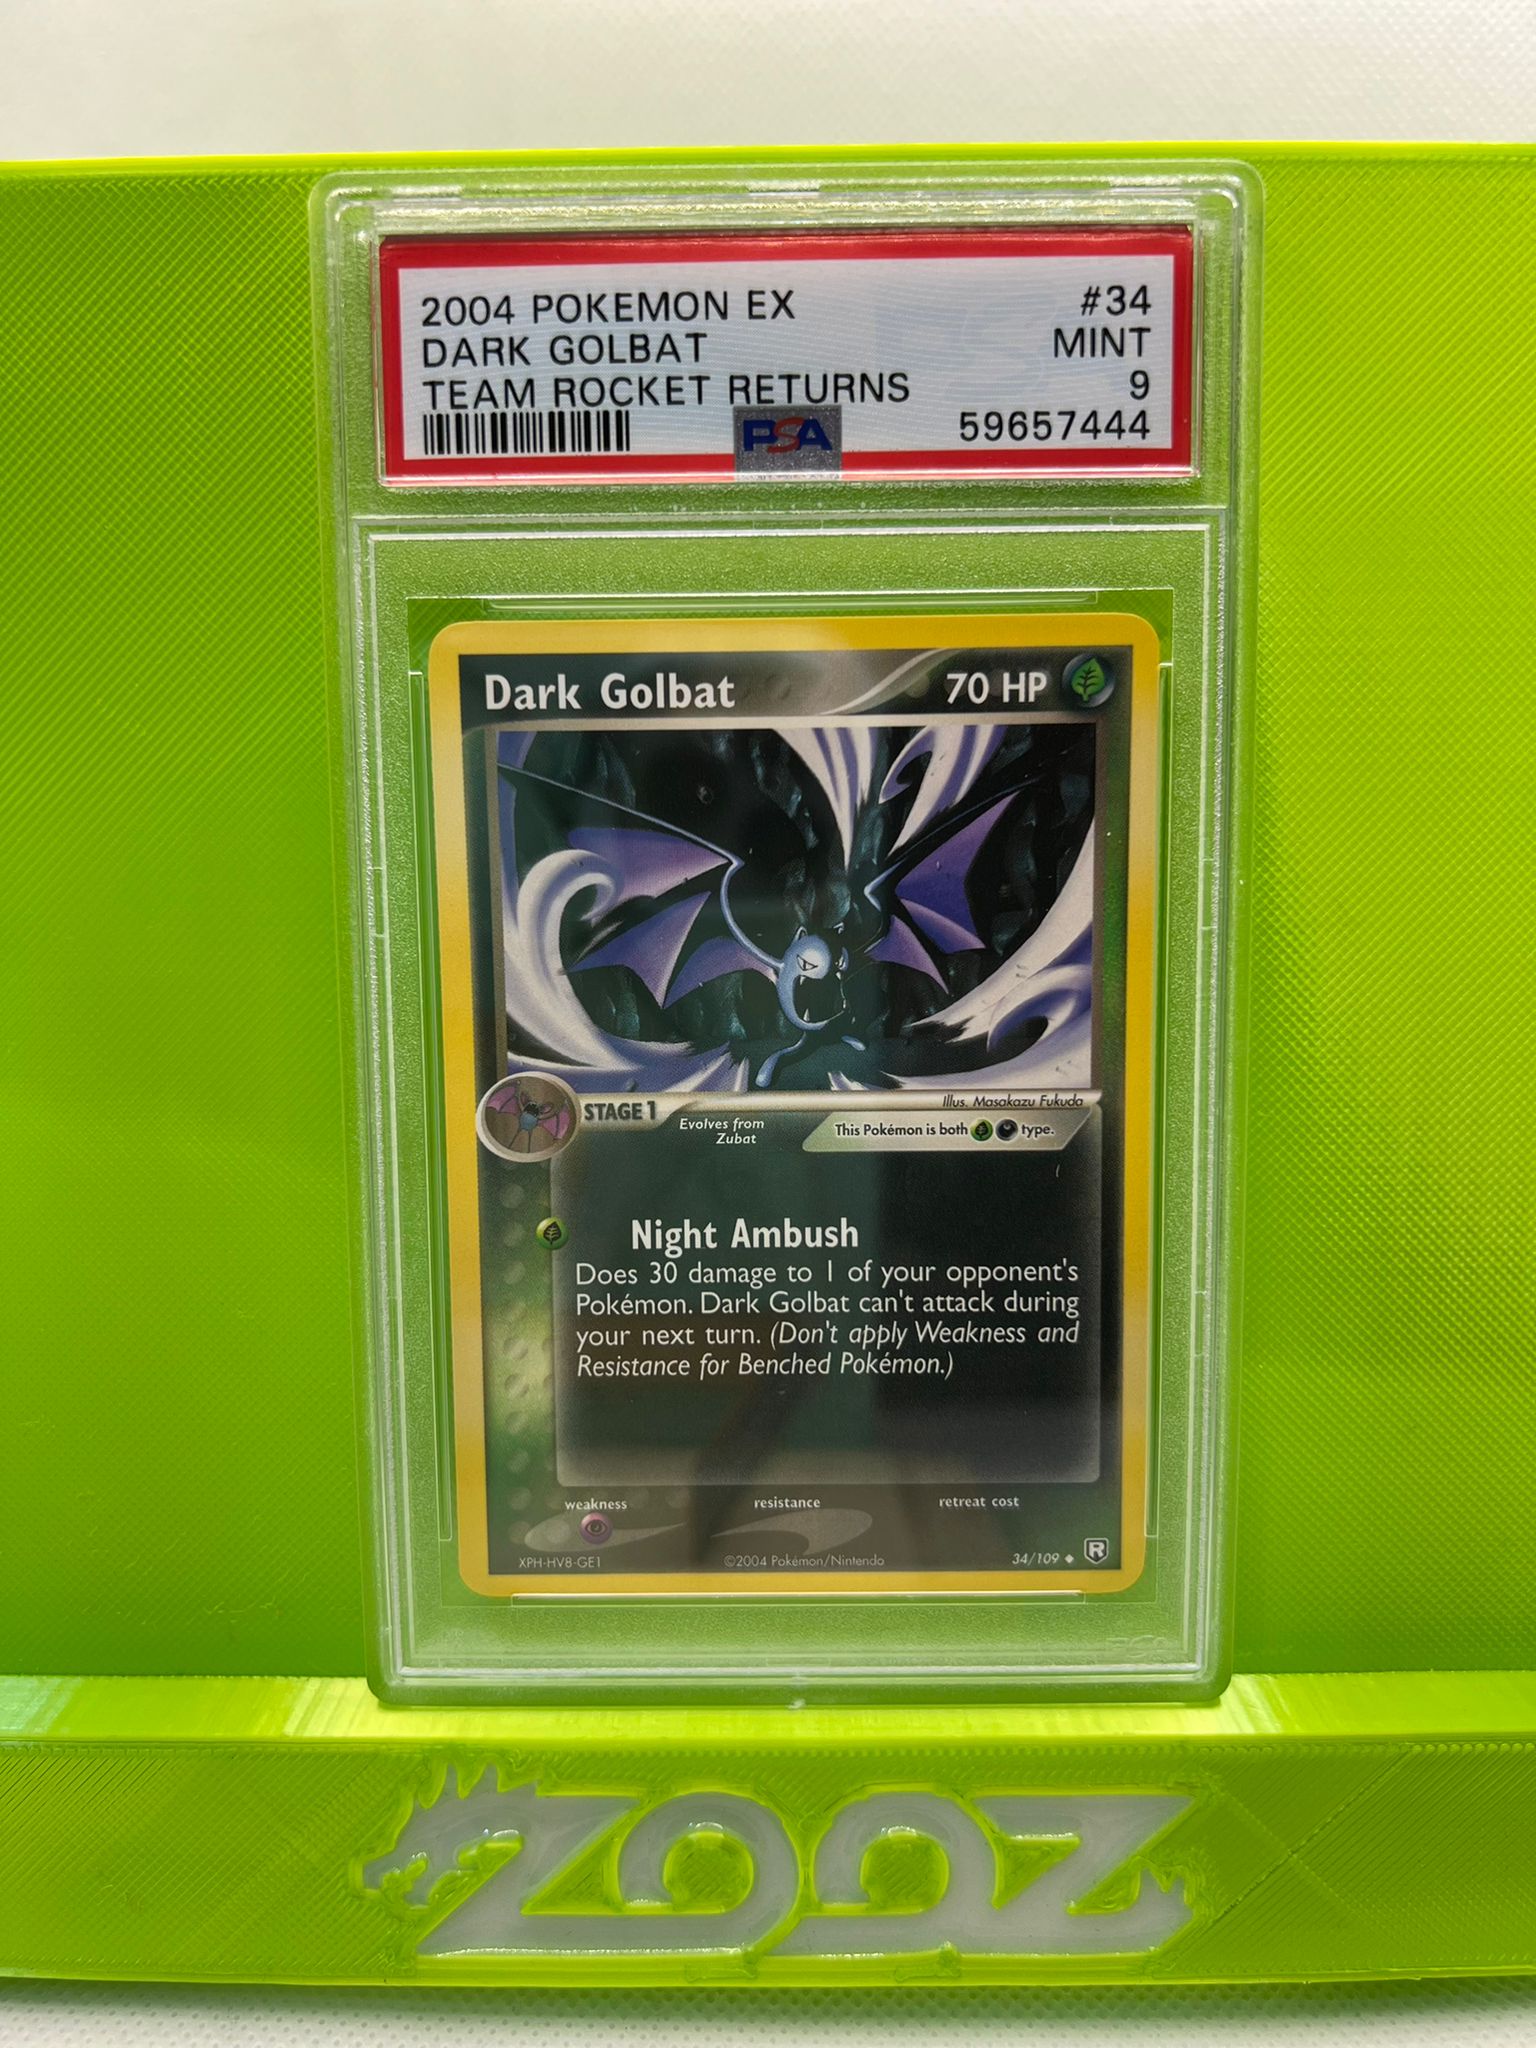 2004 POKEMON EX #34
DARK GOLBAT MINT
TEAM ROCKET RETURNS 9
PSA 59657444
Dark Golbat 70 HP
Illus. Masakazu Fukuda
STAGE 1
Evolves from
Zubat
This Pokémon is both type.
Night Ambush
Does 30 damage to 1 of your opponent's
Pokémon. Dark Golbat can't attack during
your next turn. (Don't apply Weakness and
Resistance for Benched Pokémon.)
weakness resistance retreat cost
XPH-HV8-GE1 ©2004 Pokémon/Nintendo 34/109 R
ZOOZ